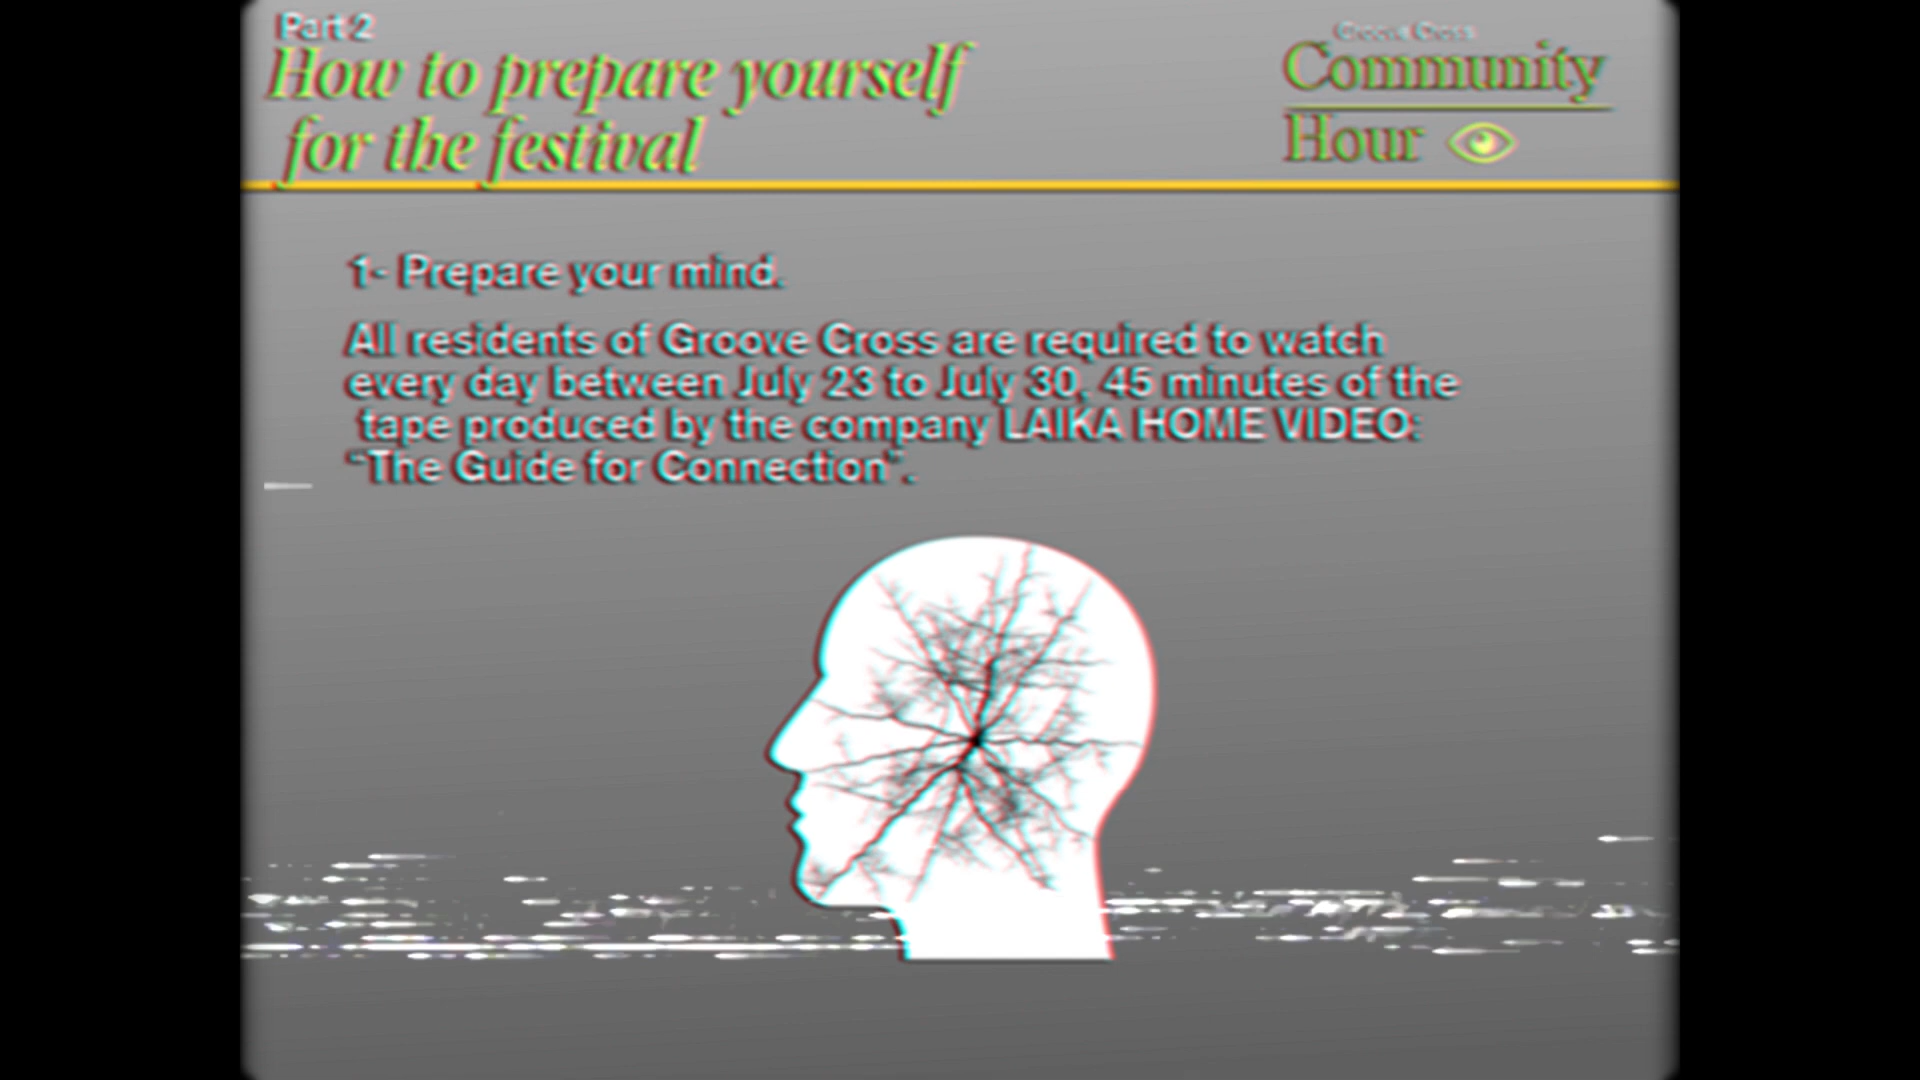 Part 2
How to prepare yourself
for the festival
Groove Cross
Community
Hour
1- Prepare your mind.
All residents of Groove Cross are required to watch
every day between July 23 to July 30, 45 minutes of the
tape produced by the company LAIKA HOME VIDEO:
“The Guide for Connection”.